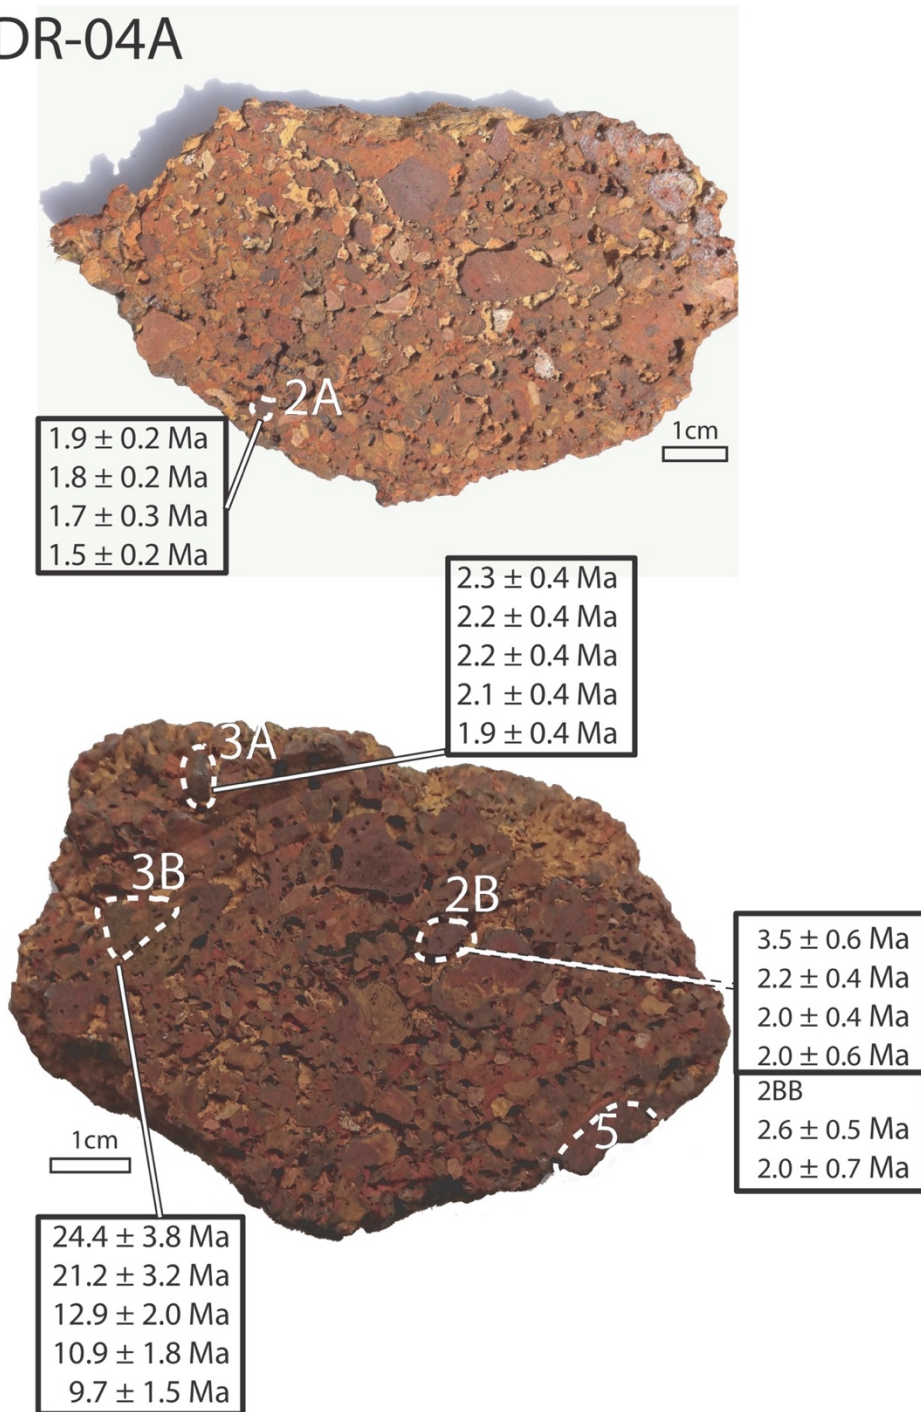 DR-04A
2A
1.9 ± 0.2 Ma
1.8 ± 0.2 Ma
1.7 ± 0.3 Ma
1.5 ± 0.2 Ma
1cm
2.3 ± 0.4 Ma
2.2 ± 0.4 Ma
2.2 ± 0.4 Ma
2.1 ± 0.4 Ma
1.9 ± 0.4 Ma
3A
3B
2B
3.5 ± 0.6 Ma
2.2 ± 0.4 Ma
2.0 ± 0.4 Ma
2.0 ± 0.6 Ma
2BB
2.6 ± 0.5 Ma
2.0 ± 0.7 Ma
5
1cm
24.4 ± 3.8 Ma
21.2 ± 3.2 Ma
12.9 ± 2.0 Ma
10.9 ± 1.8 Ma
9.7 ± 1.5 Ma